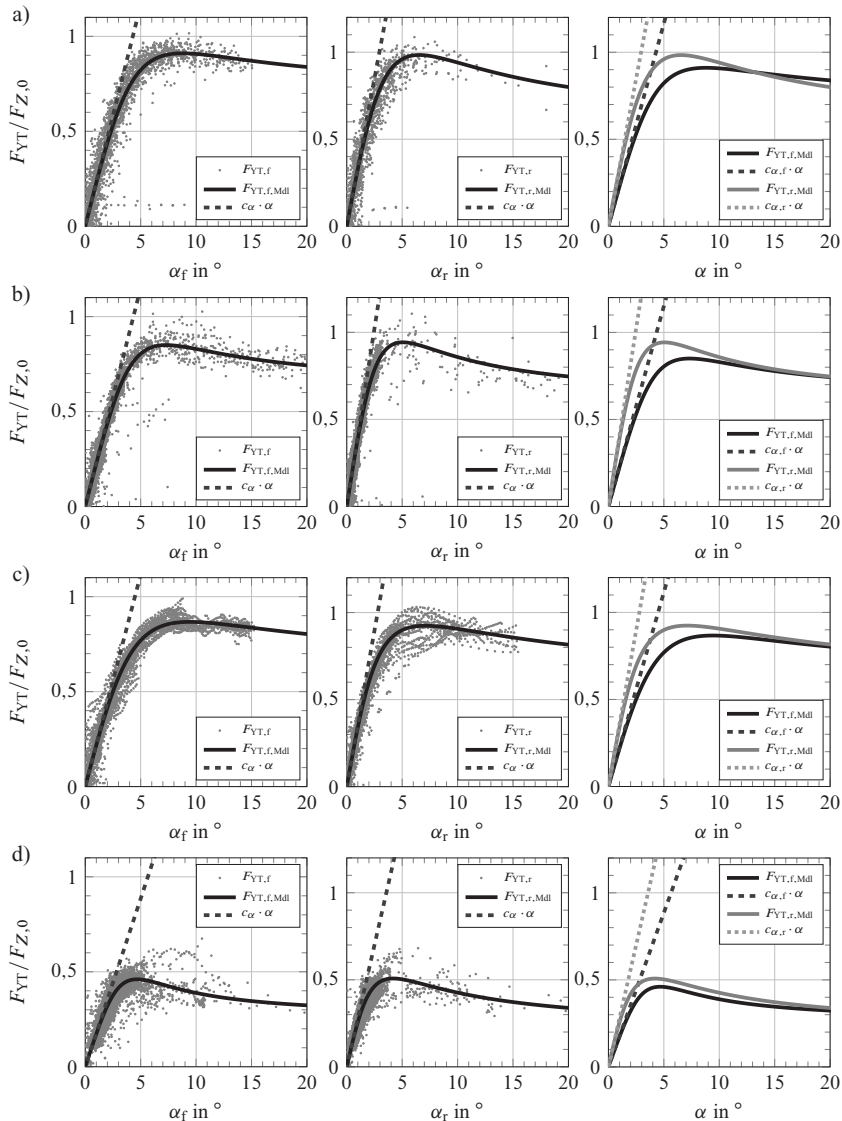 a)
F_YT/F_Z,0
1
0.5
0
0 5 10 15 20
α_f in °
F_YT,f
F_YT,f,Mdl
c_α · α
1
0.5
0
0 5 10 15 20
α_r in °
F_YT,r
F_YT,r,Mdl
c_α · α
1
0.5
0
0 5 10 15 20
α in °
F_YT,f,Mdl
c_α,f · α
F_YT,r,Mdl
c_α,r · α
b)
F_YT/F_Z,0
1
0.5
0
0 5 10 15 20
α_f in °
F_YT,f
F_YT,f,Mdl
c_α · α
1
0.5
0
0 5 10 15 20
α_r in °
F_YT,r
F_YT,r,Mdl
c_α · α
1
0.5
0
0 5 10 15 20
α in °
F_YT,f,Mdl
c_α,f · α
F_YT,r,Mdl
c_α,r · α
c)
F_YT/F_Z,0
1
0.5
0
0 5 10 15 20
α_f in °
F_YT,f
F_YT,f,Mdl
c_α · α
1
0.5
0
0 5 10 15 20
α_r in °
F_YT,r
F_YT,r,Mdl
c_α · α
1
0.5
0
0 5 10 15 20
α in °
F_YT,f,Mdl
c_α,f · α
F_YT,r,Mdl
c_α,r · α
d)
F_YT/F_Z,0
1
0.5
0
0 5 10 15 20
α_f in °
F_YT,f
F_YT,f,Mdl
c_α · α
1
0.5
0
0 5 10 15 20
α_r in °
F_YT,r
F_YT,r,Mdl
c_α · α
1
0.5
0
0 5 10 15 20
α in °
F_YT,f,Mdl
c_α,f · α
F_YT,r,Mdl
c_α,r · α